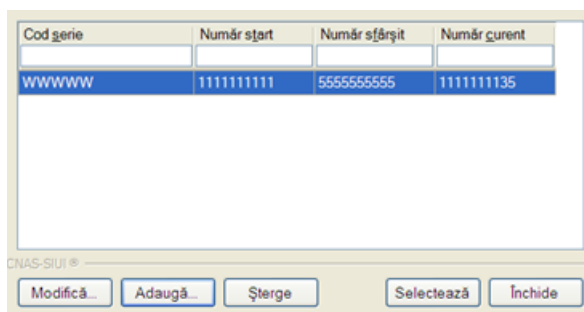 Cod serie Număr start Număr sfârșit Număr curent
WWWWW 1111111111 5555555555 1111111135
CNAS-SIUI ®
Modifică... Adaugă... Șterge Selectează Închide